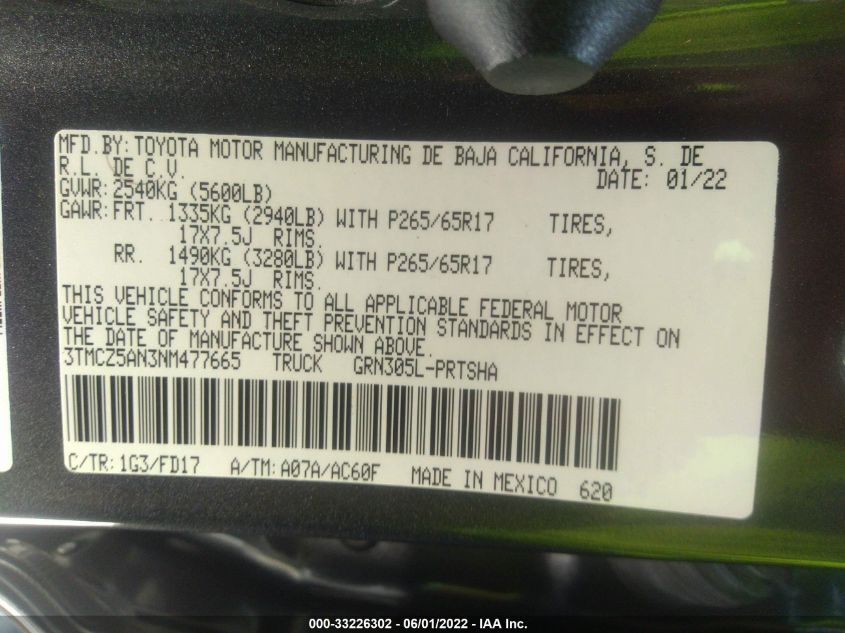 MFD.BY:TOYOTA MOTOR MANUFACTURING DE BAJA CALIFORNIA, S. DE
R.L. DE C.V. DATE: 01/22
GVWR:2540KG (5600LB)
GAWR:FRT. 1335KG (2940LB) WITH P265/65R17 TIRES,
17X7.5J RIMS.
RR. 1490KG (3280LB) WITH P265/65R17 TIRES,
17X7.5J RIMS.
THIS VEHICLE CONFORMS TO ALL APPLICABLE FEDERAL MOTOR
VEHICLE SAFETY AND THEFT PREVENTION STANDARDS IN EFFECT ON
THE DATE OF MANUFACTURE SHOWN ABOVE.
3TMCZ5AN3NM477665 TRUCK GRN305L-PRTSHA
C/TR:1G3/FD17 A/TM:A07A/AC60F MADE IN MEXICO 620
000-33226302 - 06/01/2022 - IAA Inc.